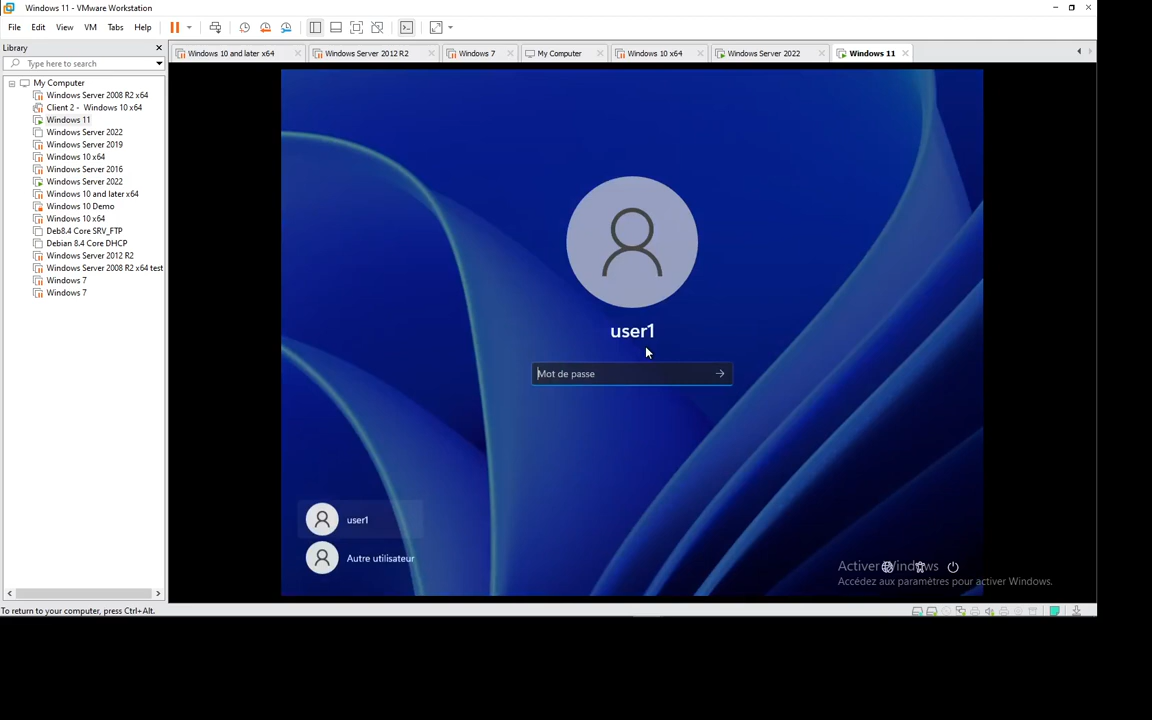 Windows 11 - VMware Workstation
File Edit View VM Tabs Help
Library
Type here to search
My Computer
Windows Server 2008 R2 x64
Client 2 - Windows 10 x64
Windows 11
Windows Server 2022
Windows Server 2019
Windows 10 x64
Windows Server 2016
Windows Server 2022
Windows 10 and later x64
Windows 10 Demo
Windows 10 x64
Deb8.4 Core SRV_FTP
Debian 8.4 Core DHCP
Windows Server 2012 R2
Windows Server 2008 R2 x64 test
Windows 7
Windows 7
Windows 10 and later x64 Windows Server 2012 R2 Windows 7 My Computer Windows 10 x64 Windows Server 2022 Windows 11
user1
Mot de passe
user1
Autre utilisateur
Activer Windows
Accédez aux paramètres pour activer Windows.
To return to your computer, press Ctrl+Alt.